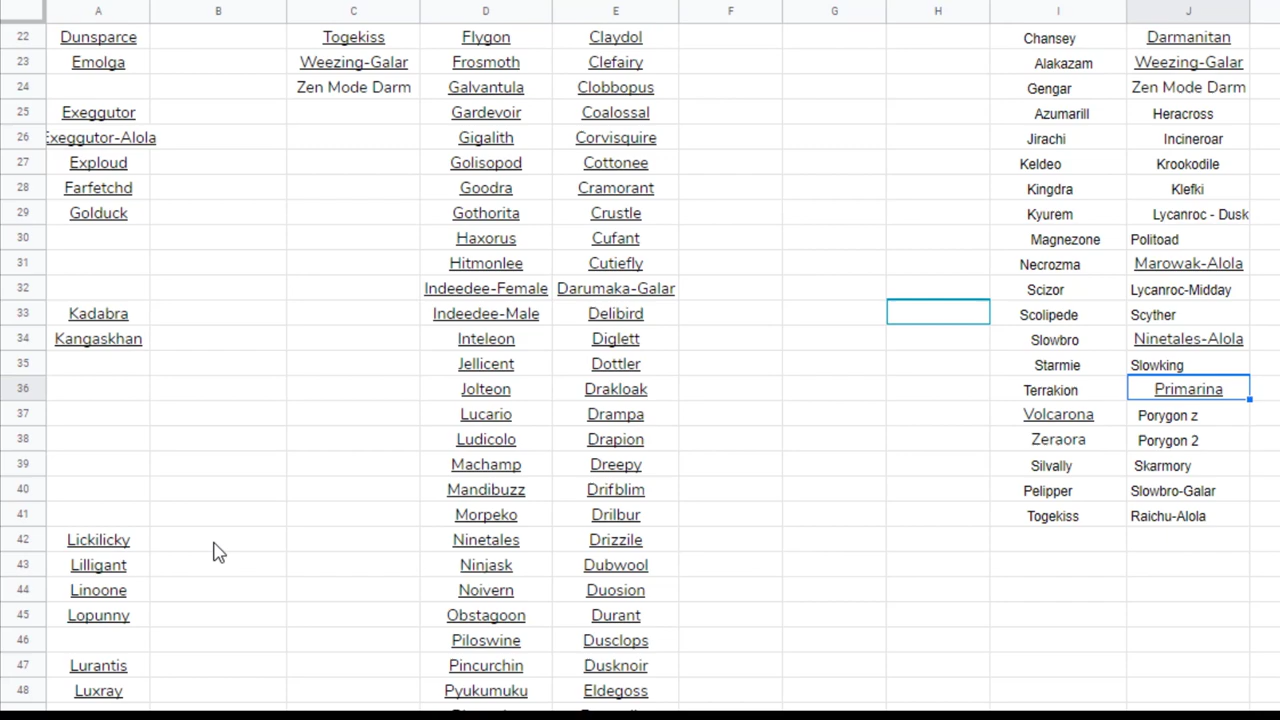 A B C D E F G H I J
22 Dunsparce Togekiss Flygon Claydol Chansey Darmanitan
23 Emolga Weezing-Galar Frosmoth Clefairy Alakazam Weezing-Galar
24 Zen Mode Darm Galvantula Clobbopus Gengar Zen Mode Darm
25 Exeggutor Gardevoir Coalossal Azumarill Heracross
26 Exeggutor-Alola Gigalith Corvisquire Jirachi Incineroar
27 Exploud Golisopod Cottonee Keldeo Krookodile
28 Farfetchd Goodra Cramorant Kingdra Klefki
29 Golduck Gothorita Crustle Kyurem Lycanroc - Dusk
30 Haxorus Cufant Magnezone Politoad
31 Hitmonlee Cutiefly Necrozma Marowak-Alola
32 Indeedee-Female Darumaka-Galar Scizor Lycanroc-Midday
33 Kadabra Indeedee-Male Delibird Scolipede Scyther
34 Kangaskhan Inteleon Diglett Slowbro Ninetales-Alola
35 Jellicent Dottler Starmie Slowking
36 Jolteon Drakloak Terrakion Primarina
37 Lucario Drampa Volcarona Porygon z
38 Ludicolo Drapion Zeraora Porygon 2
39 Machamp Dreepy Silvally Skarmory
40 Mandibuzz Drifblim Pelipper Slowbro-Galar
41 Morpeko Drilbur Togekiss Raichu-Alola
42 Lickilicky Ninetales Drizzile
43 Lilligant Ninjask Dubwool
44 Linoone Noivern Duosion
45 Lopunny Obstagoon Durant
46 Piloswine Dusclops
47 Lurantis Pincurchin Dusknoir
48 Luxray Pyukumuku Eldegoss